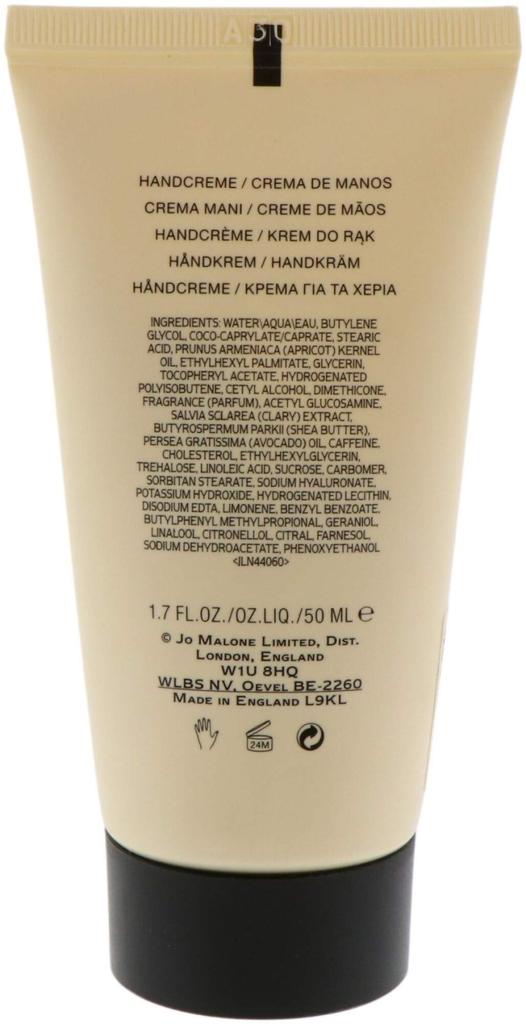 A30
HANDCREME / CREMA DE MANOS
CREMA MANI / CREME DE MÃOS
HANDCRÈME / KREM DO RĄK
HÅNDKREM / HANDKRÄM
HÅNDCREME / ΚΡΕΜΑ ΓΙΑ ΤΑ ΧΕΡΙΑ
INGREDIENTS: WATER\AQUA\EAU, BUTYLENE
GLYCOL, COCO-CAPRYLATE/CAPRATE, STEARIC
ACID, PRUNUS ARMENIACA (APRICOT) KERNEL
OIL, ETHYLHEXYL PALMITATE, GLYCERIN,
TOCOPHERYL ACETATE, HYDROGENATED
POLYISOBUTENE, CETYL ALCOHOL, DIMETHICONE,
FRAGRANCE (PARFUM), ACETYL GLUCOSAMINE,
SALVIA SCLAREA (CLARY) EXTRACT,
BUTYROSPERMUM PARKII (SHEA BUTTER),
PERSEA GRATISSIMA (AVOCADO) OIL, CAFFEINE,
CHOLESTEROL, ETHYLHEXYLGLYCERIN,
TREHALOSE, LINOLEIC ACID, SUCROSE, CARBOMER,
SORBITAN STEARATE, SODIUM HYALURONATE,
POTASSIUM HYDROXIDE, HYDROGENATED LECITHIN,
DISODIUM EDTA, LIMONENE, BENZYL BENZOATE,
BUTYLPHENYL METHYLPROPIONAL, GERANIOL,
LINALOOL, CITRONELLOL, CITRAL, FARNESOL,
SODIUM DEHYDROACETATE, PHENOXYETHANOL
<ILN44060>
1.7 FL.OZ./OZ.LIQ./50 ML ℮
© JO MALONE LIMITED, DIST.
LONDON, ENGLAND
W1U 8HQ
WLBS NV, OEVEL BE-2260
MADE IN ENGLAND L9KL
24M